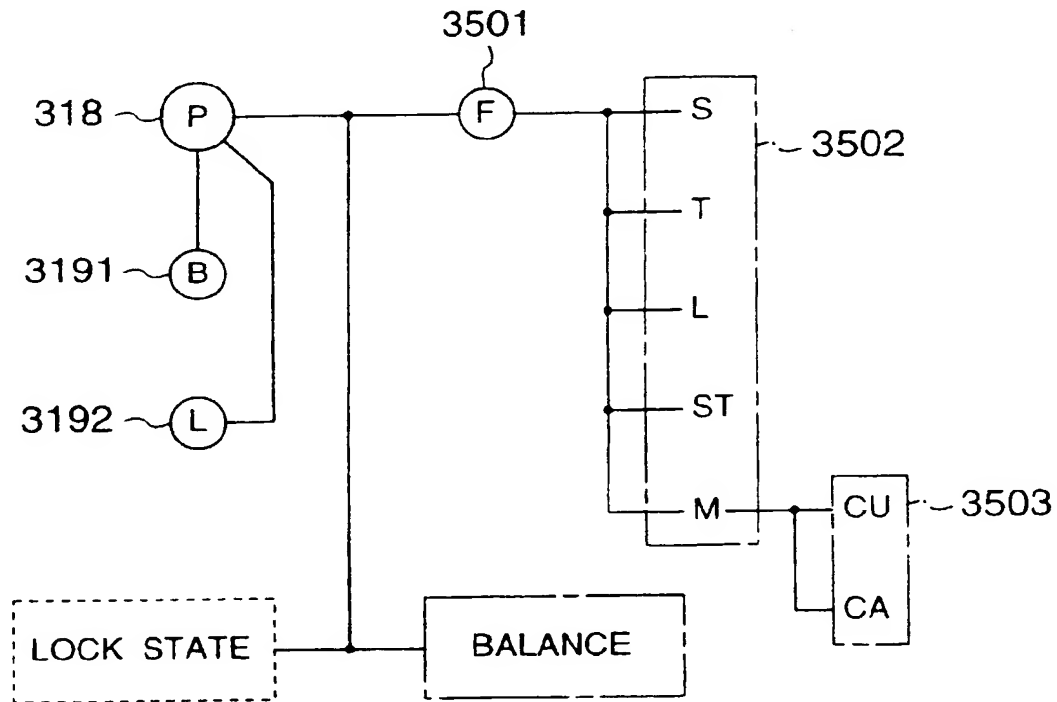 3501
318
P
F
S
3502
T
3191
B
L
3192
L
ST
M
CU
3503
CA
LOCK STATE
BALANCE